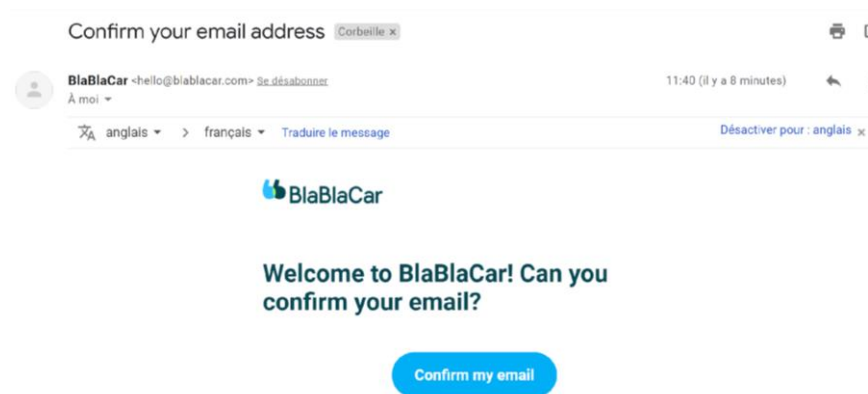 Confirm your email address Corbeille ×
BlaBlaCar <hello@blablacar.com> Se désabonner 11:40 (il y a 8 minutes)
À moi
anglais > français Traduire le message Désactiver pour : anglais ×
BlaBlaCar
Welcome to BlaBlaCar! Can you
confirm your email?
Confirm my email